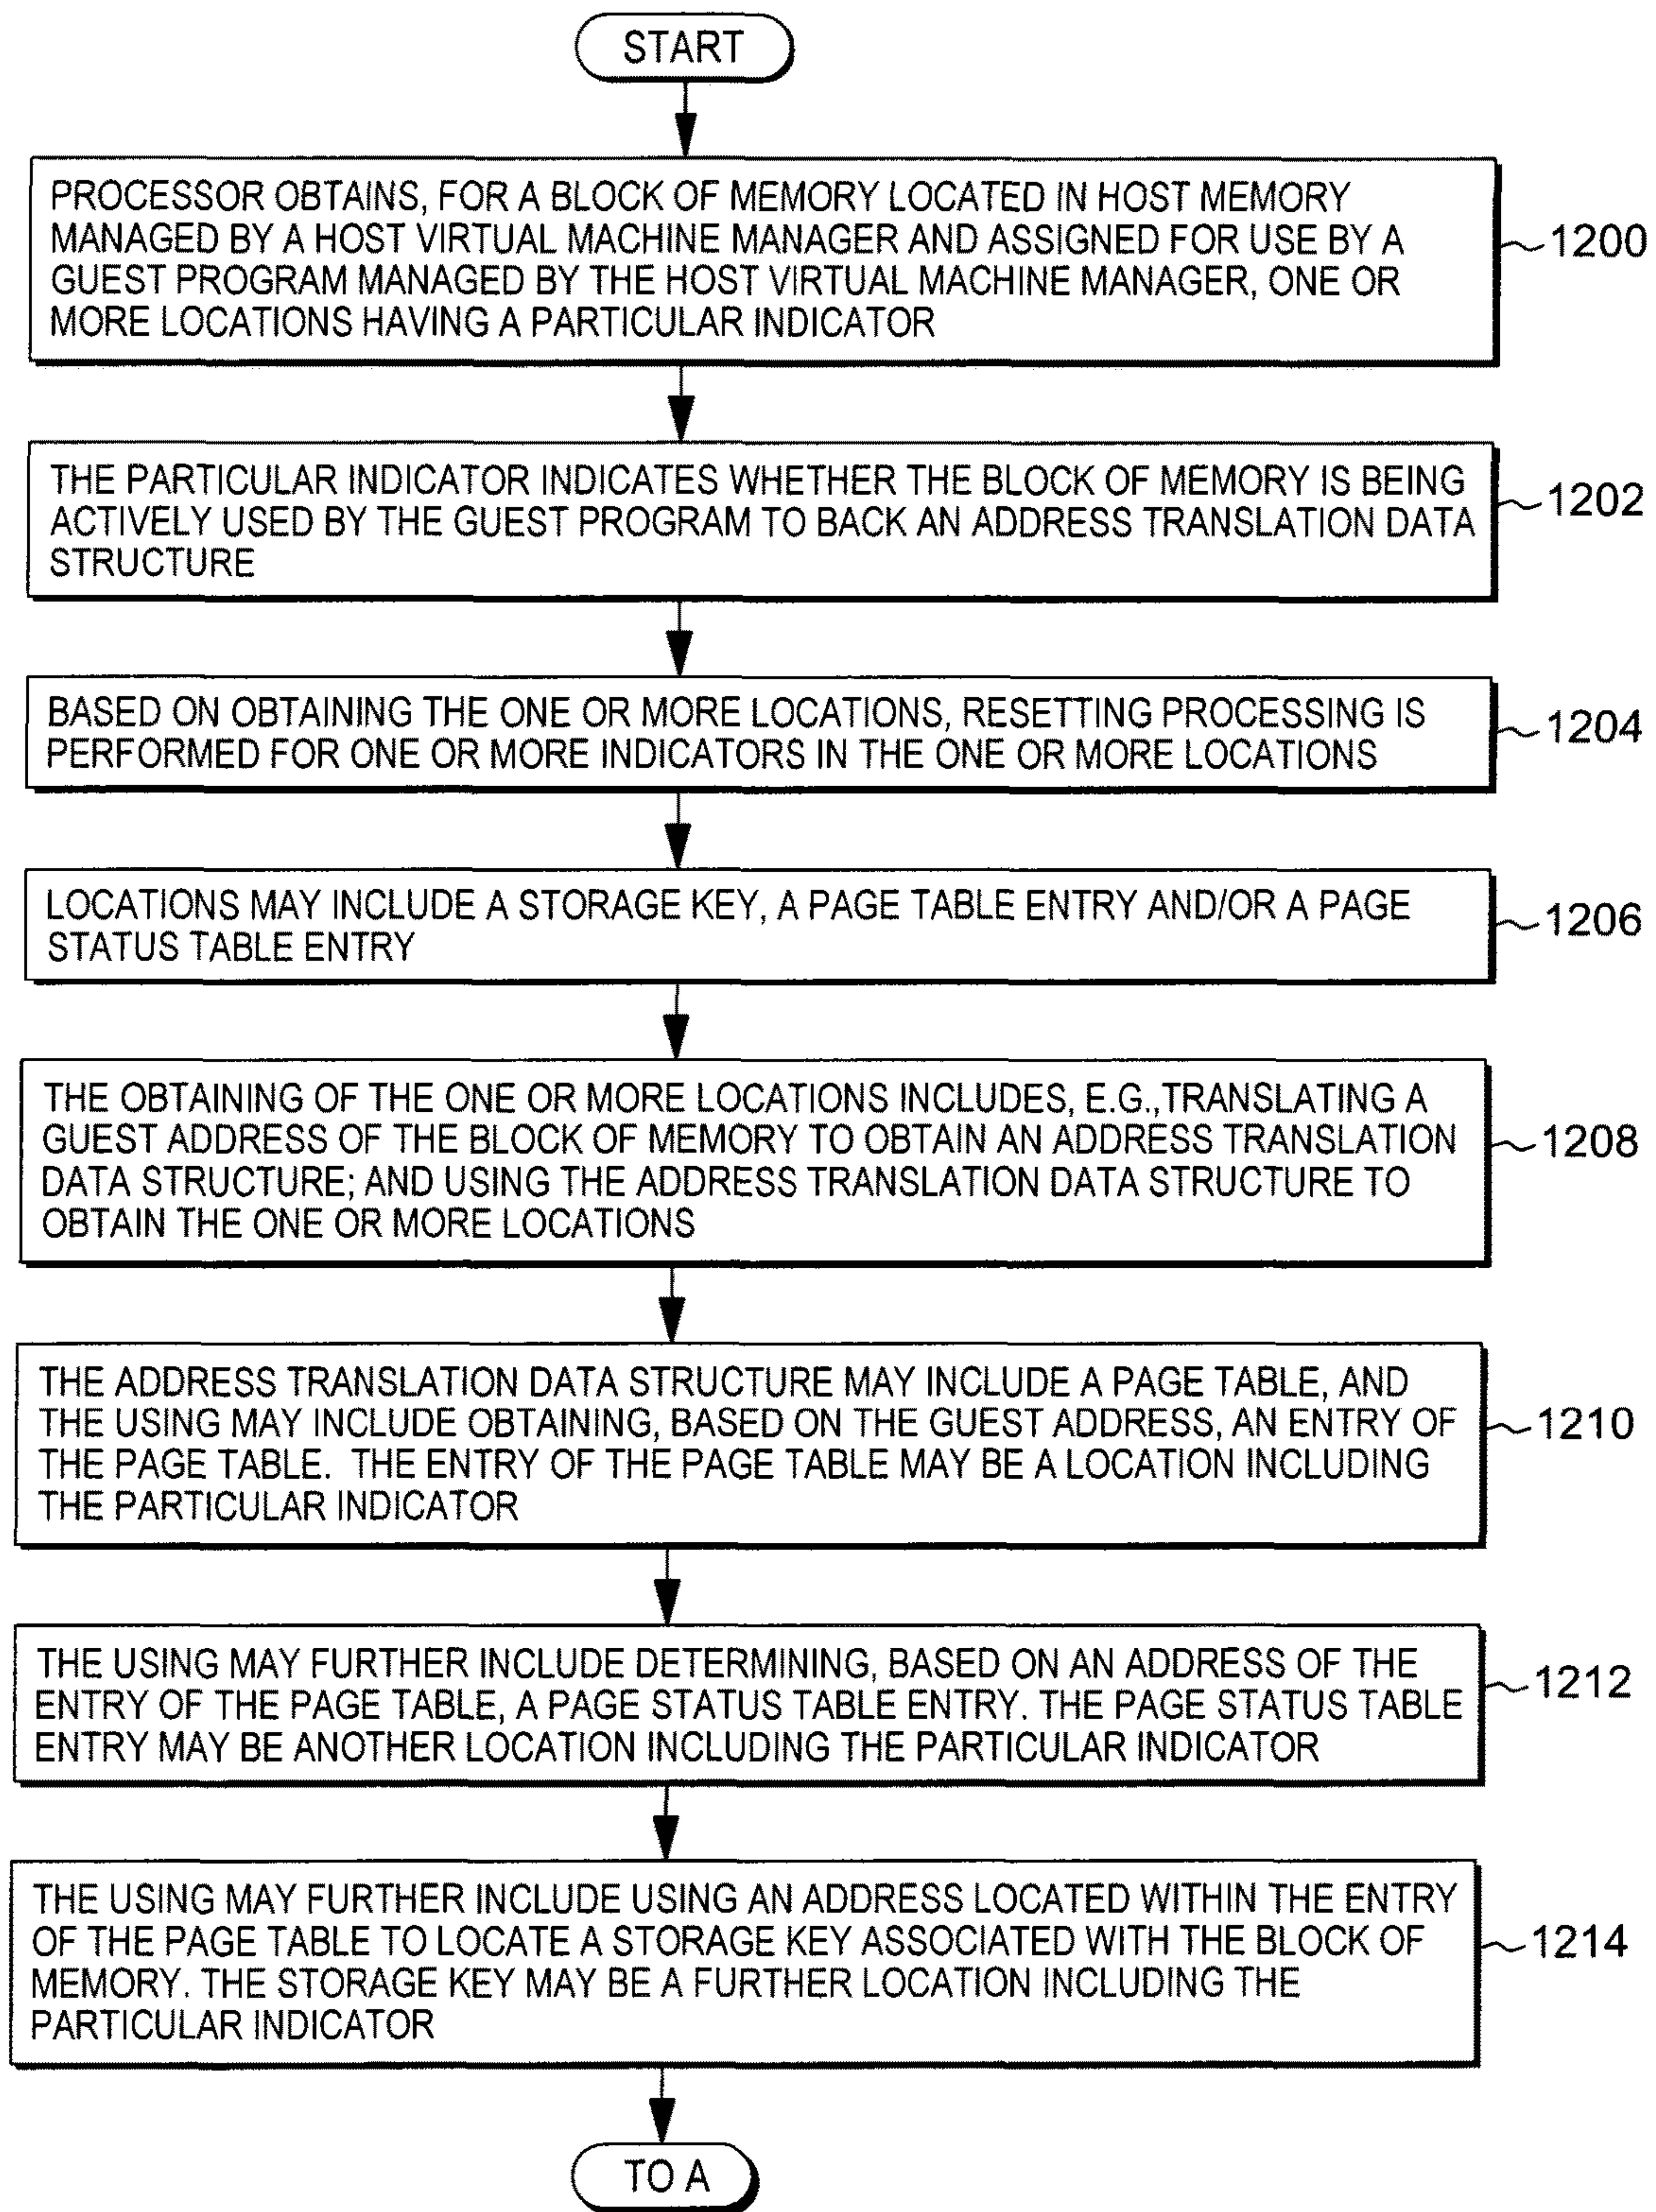 START
PROCESSOR OBTAINS, FOR A BLOCK OF MEMORY LOCATED IN HOST MEMORY
MANAGED BY A HOST VIRTUAL MACHINE MANAGER AND ASSIGNED FOR USE BY A
GUEST PROGRAM MANAGED BY THE HOST VIRTUAL MACHINE MANAGER, ONE OR
MORE LOCATIONS HAVING A PARTICULAR INDICATOR
1200
THE PARTICULAR INDICATOR INDICATES WHETHER THE BLOCK OF MEMORY IS BEING
ACTIVELY USED BY THE GUEST PROGRAM TO BACK AN ADDRESS TRANSLATION DATA
STRUCTURE
1202
BASED ON OBTAINING THE ONE OR MORE LOCATIONS, RESETTING PROCESSING IS
PERFORMED FOR ONE OR MORE INDICATORS IN THE ONE OR MORE LOCATIONS
1204
LOCATIONS MAY INCLUDE A STORAGE KEY, A PAGE TABLE ENTRY AND/OR A PAGE
STATUS TABLE ENTRY
1206
THE OBTAINING OF THE ONE OR MORE LOCATIONS INCLUDES, E.G.,TRANSLATING A
GUEST ADDRESS OF THE BLOCK OF MEMORY TO OBTAIN AN ADDRESS TRANSLATION
DATA STRUCTURE; AND USING THE ADDRESS TRANSLATION DATA STRUCTURE TO
OBTAIN THE ONE OR MORE LOCATIONS
1208
THE ADDRESS TRANSLATION DATA STRUCTURE MAY INCLUDE A PAGE TABLE, AND
THE USING MAY INCLUDE OBTAINING, BASED ON THE GUEST ADDRESS, AN ENTRY OF
THE PAGE TABLE. THE ENTRY OF THE PAGE TABLE MAY BE A LOCATION INCLUDING
THE PARTICULAR INDICATOR
1210
THE USING MAY FURTHER INCLUDE DETERMINING, BASED ON AN ADDRESS OF THE
ENTRY OF THE PAGE TABLE, A PAGE STATUS TABLE ENTRY. THE PAGE STATUS TABLE
ENTRY MAY BE ANOTHER LOCATION INCLUDING THE PARTICULAR INDICATOR
1212
THE USING MAY FURTHER INCLUDE USING AN ADDRESS LOCATED WITHIN THE ENTRY
OF THE PAGE TABLE TO LOCATE A STORAGE KEY ASSOCIATED WITH THE BLOCK OF
MEMORY. THE STORAGE KEY MAY BE A FURTHER LOCATION INCLUDING THE
PARTICULAR INDICATOR
1214
TO A